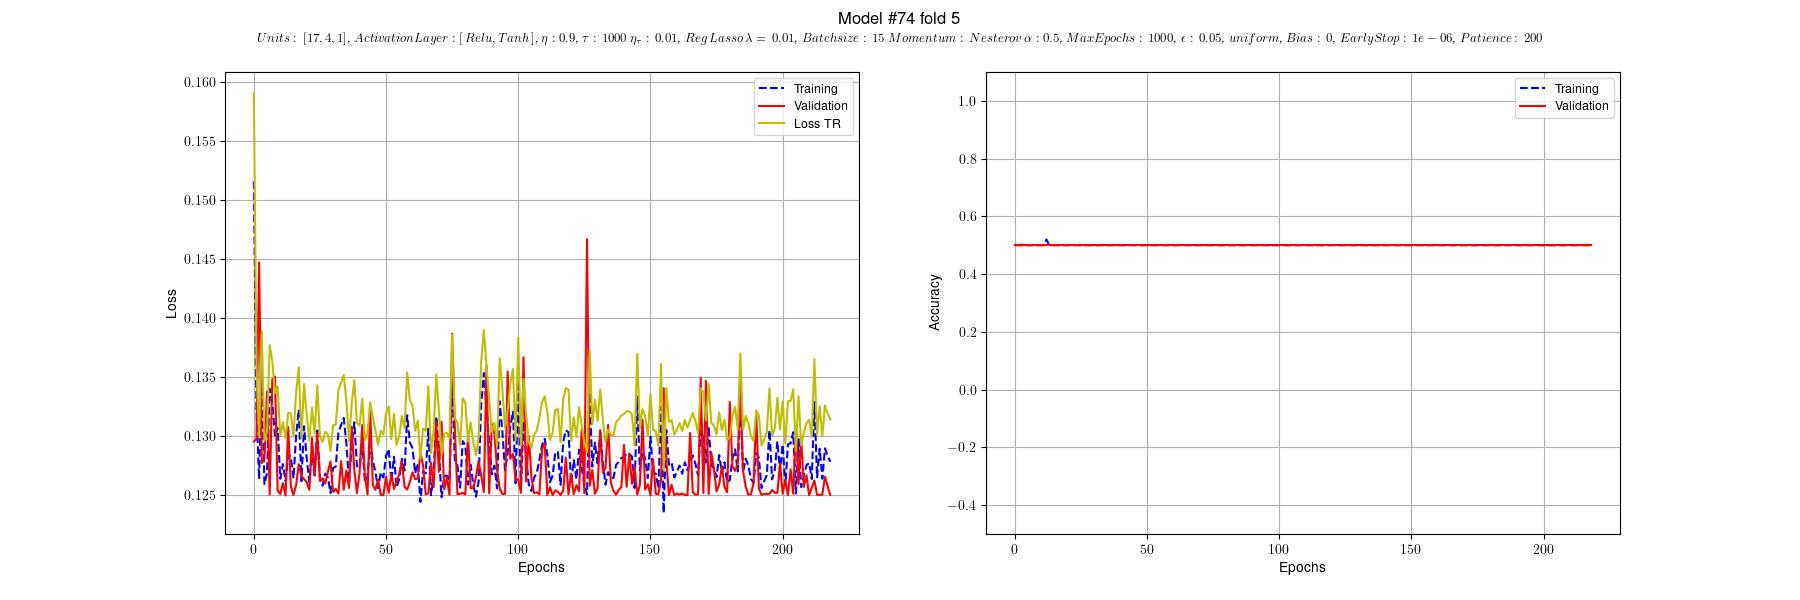 Model #74 fold 5
Units : [17, 4, 1], ActivationLayer : [Relu, Tanh], η : 0.9, τ : 1000 η_τ : 0.01, Reg Lasso λ = 0.01, Batchsize : 15 Momentum : Nesterov α : 0.5, MaxEpochs : 1000, ϵ : 0.05, uniform, Bias : 0, EarlyStop : 1e − 06, Patience : 200
0.160
0.155
0.150
0.145
0.140
0.135
0.130
0.125
Loss
0 50 100 150 200
Epochs
Training
Validation
Loss TR
1.0
0.8
0.6
0.4
0.2
0.0
−0.2
−0.4
Accuracy
0 50 100 150 200
Epochs
Training
Validation